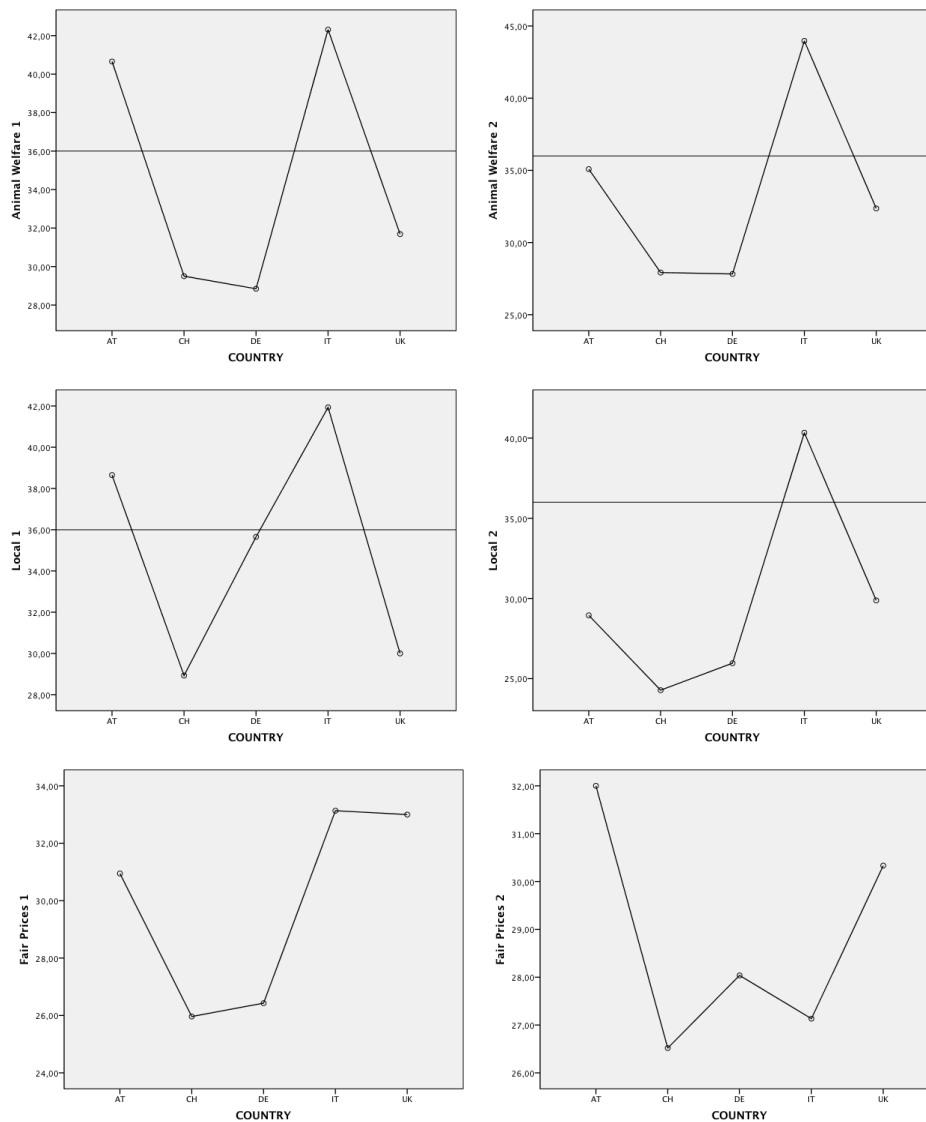 Animal Welfare 1
42,00
40,00
38,00
36,00
34,00
32,00
30,00
28,00
AT CH DE IT UK
COUNTRY
Animal Welfare 2
45,00
40,00
35,00
30,00
25,00
AT CH DE IT UK
COUNTRY
Local 1
42,00
40,00
38,00
36,00
34,00
32,00
30,00
28,00
AT CH DE IT UK
COUNTRY
Local 2
40,00
35,00
30,00
25,00
AT CH DE IT UK
COUNTRY
Fair Prices 1
34,00
32,00
30,00
28,00
26,00
24,00
AT CH DE IT UK
COUNTRY
Fair Prices 2
32,00
31,00
30,00
29,00
28,00
27,00
26,00
AT CH DE IT UK
COUNTRY